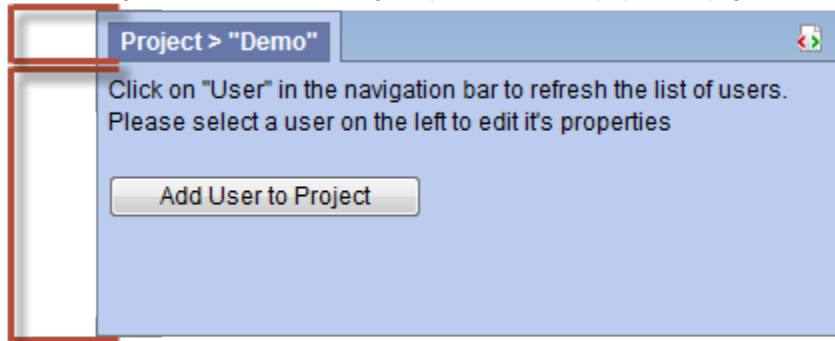 Project > "Demo"
Click on "User" in the navigation bar to refresh the list of users.
Please select a user on the left to edit it's properties
Add User to Project